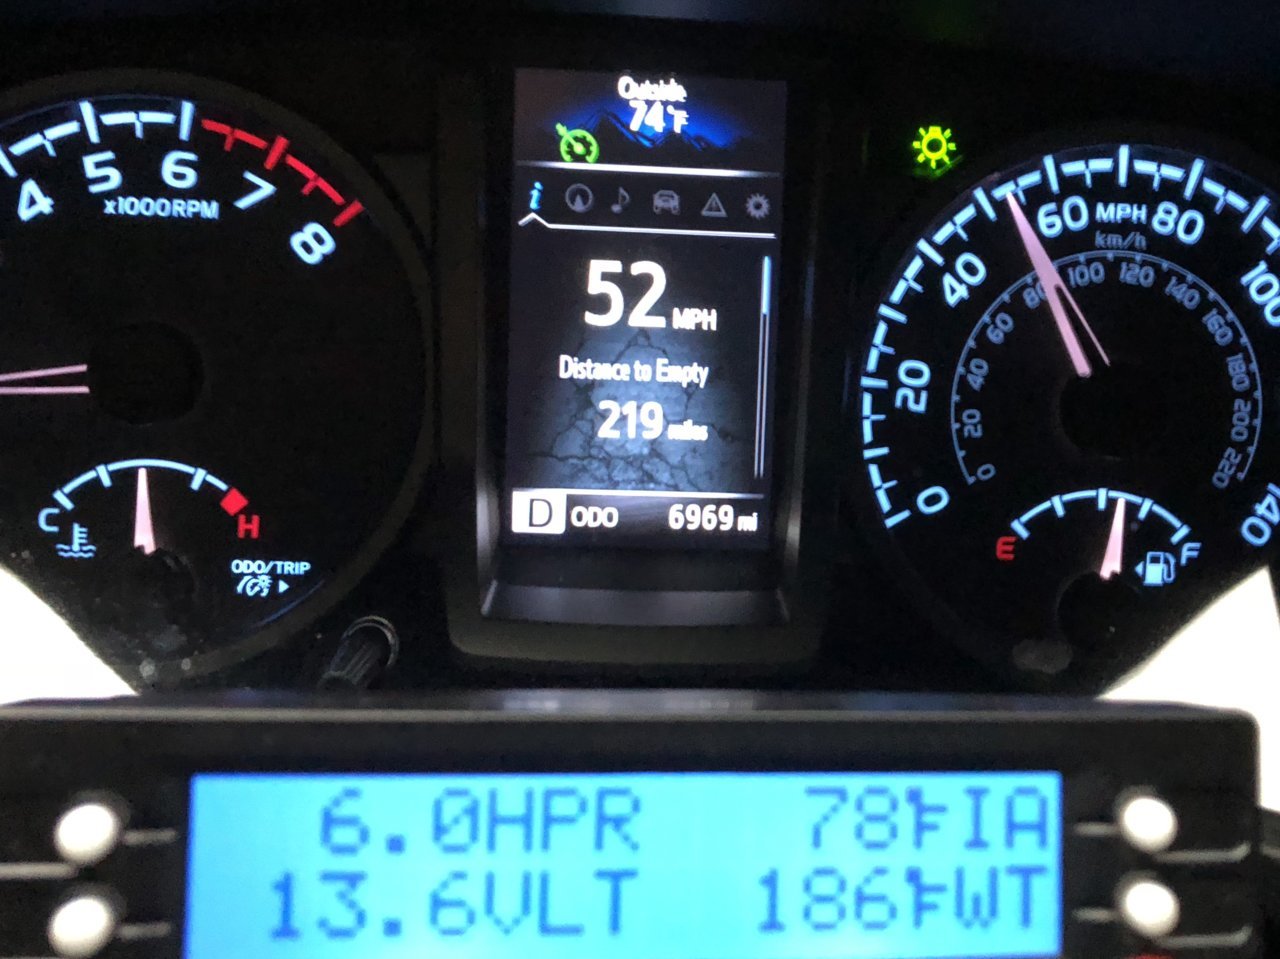 4
5
6
7
8
x1000RPM
C
H
ODO/TRIP
Outside
74°F
i
52 MPH
Distance to Empty
219 miles
D ODO 6969 mi
0
20
40
60
MPH
80
100
140
km/h
0
20
40
60
80
100
120
140
160
180
200
220
E
F
6.0HPR 78°FIA
13.6VLT 186°FWT